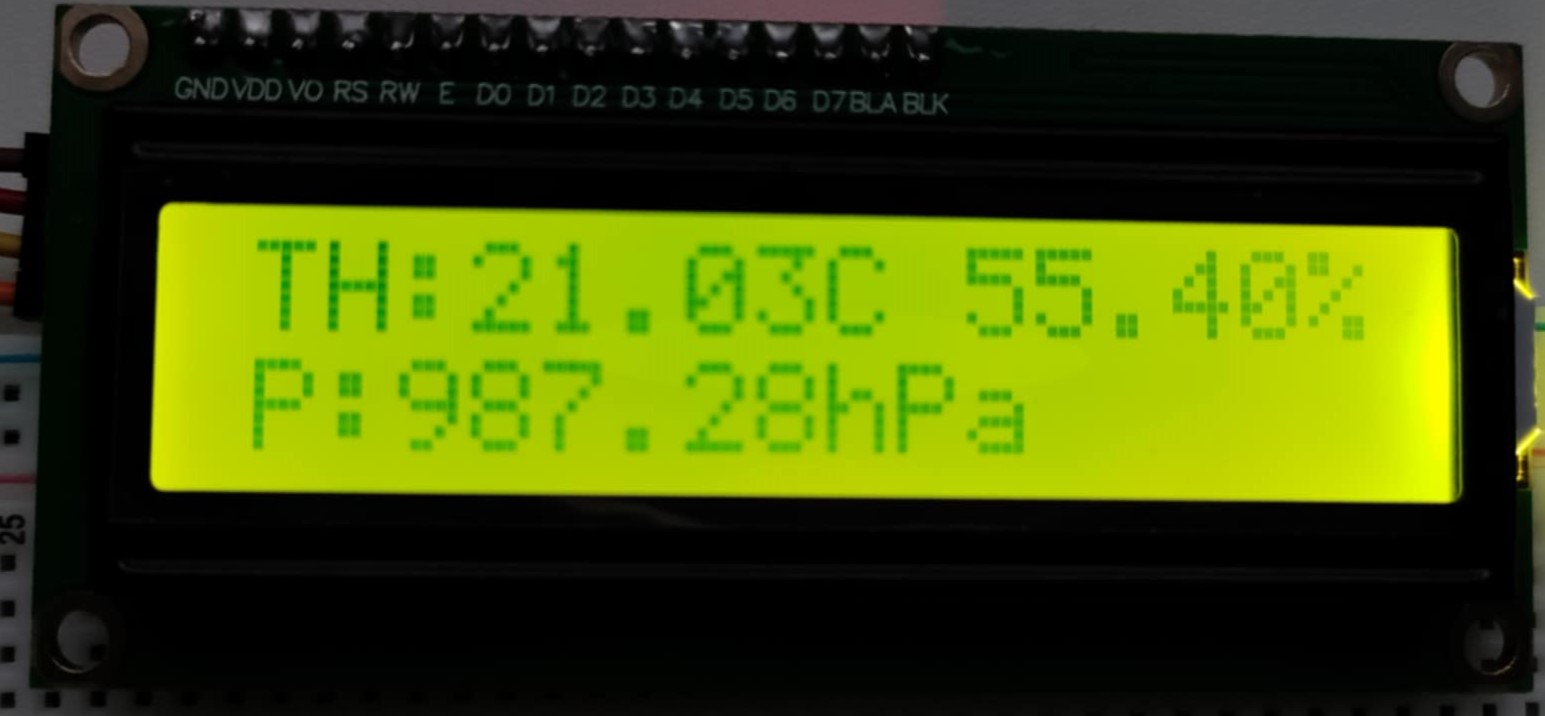 GND VDD VO RS RW E D0 D1 D2 D3 D4 D5 D6 D7 BLA BLK
TH:21.03C 55.40%
P:987.28hPa
25